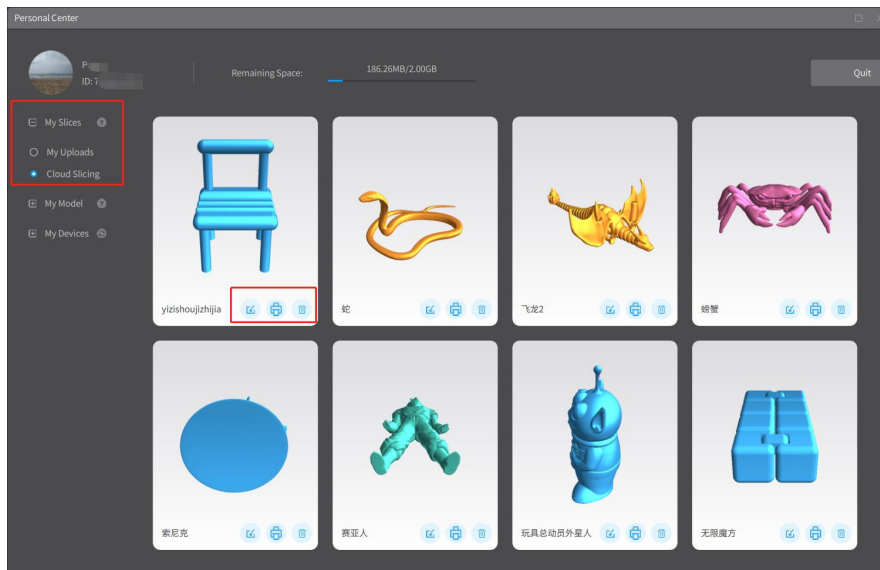 Personal Center
Remaining Space:
186.26MB/2.00GB
Quit
ID:
My Slices
My Uploads
Cloud Slicing
My Model
My Devices
yizishoujizhijia
蛇
飞龙2
螃蟹
索尼克
赛亚人
玩具总动员外星人
无限魔方